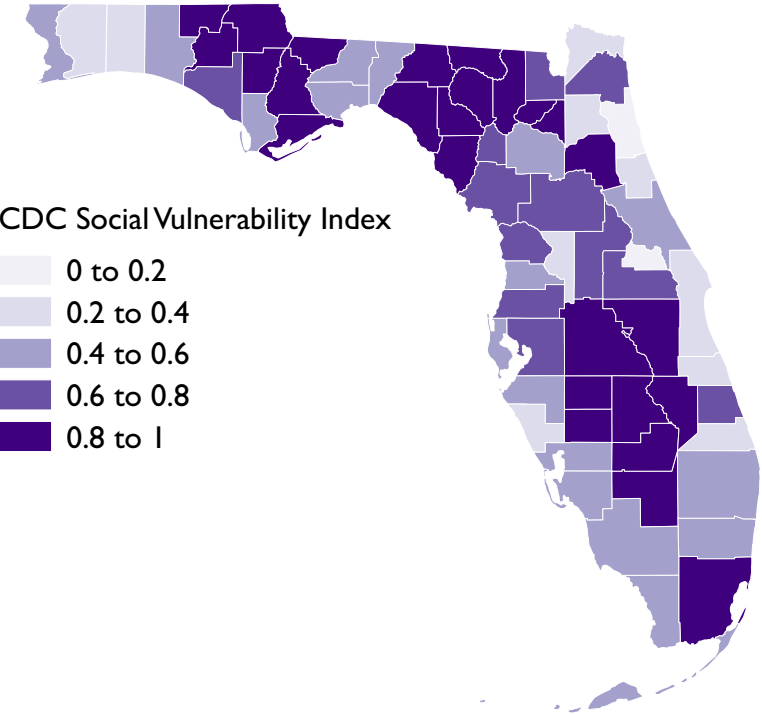 CDC Social Vulnerability Index
0 to 0.2
0.2 to 0.4
0.4 to 0.6
0.6 to 0.8
0.8 to 1